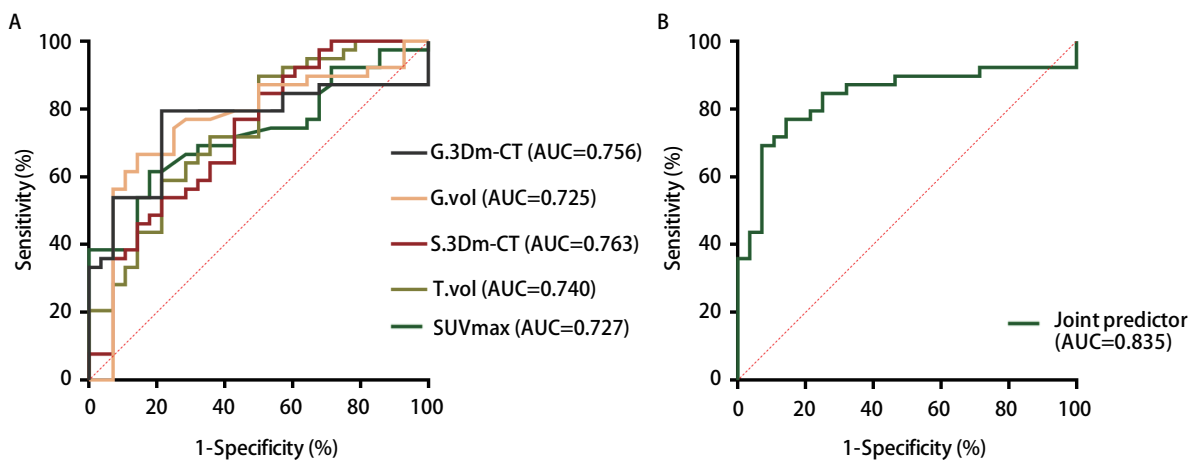 A
Sensitivity (%)
100
80
60
40
20
0
0 20 40 60 80 100
1-Specificity (%)
G.3Dm-CT (AUC=0.756)
G.vol (AUC=0.725)
S.3Dm-CT (AUC=0.763)
T.vol (AUC=0.740)
SUVmax (AUC=0.727)
B
Sensitivity (%)
100
80
60
40
20
0
0 20 40 60 80 100
1-Specificity (%)
Joint predictor
(AUC=0.835)